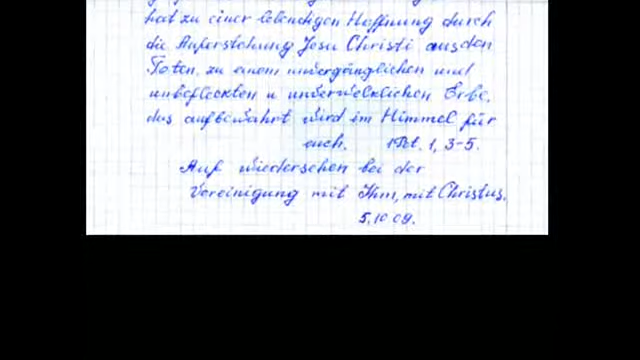 hat zu einer lebendigen Hoffnung durch
die Auferstehung Jesu Christi aus den
Toten, zu einem unvergänglichen und
unbefleckten u unverwelklichen Erbe,
das aufbewahrt wird im Himmel für
euch. 1 Pet. 1, 3-5.
Auf wiedersehen bei der
Vereinigung mit Ihm, mit Christus.
5.10 09.